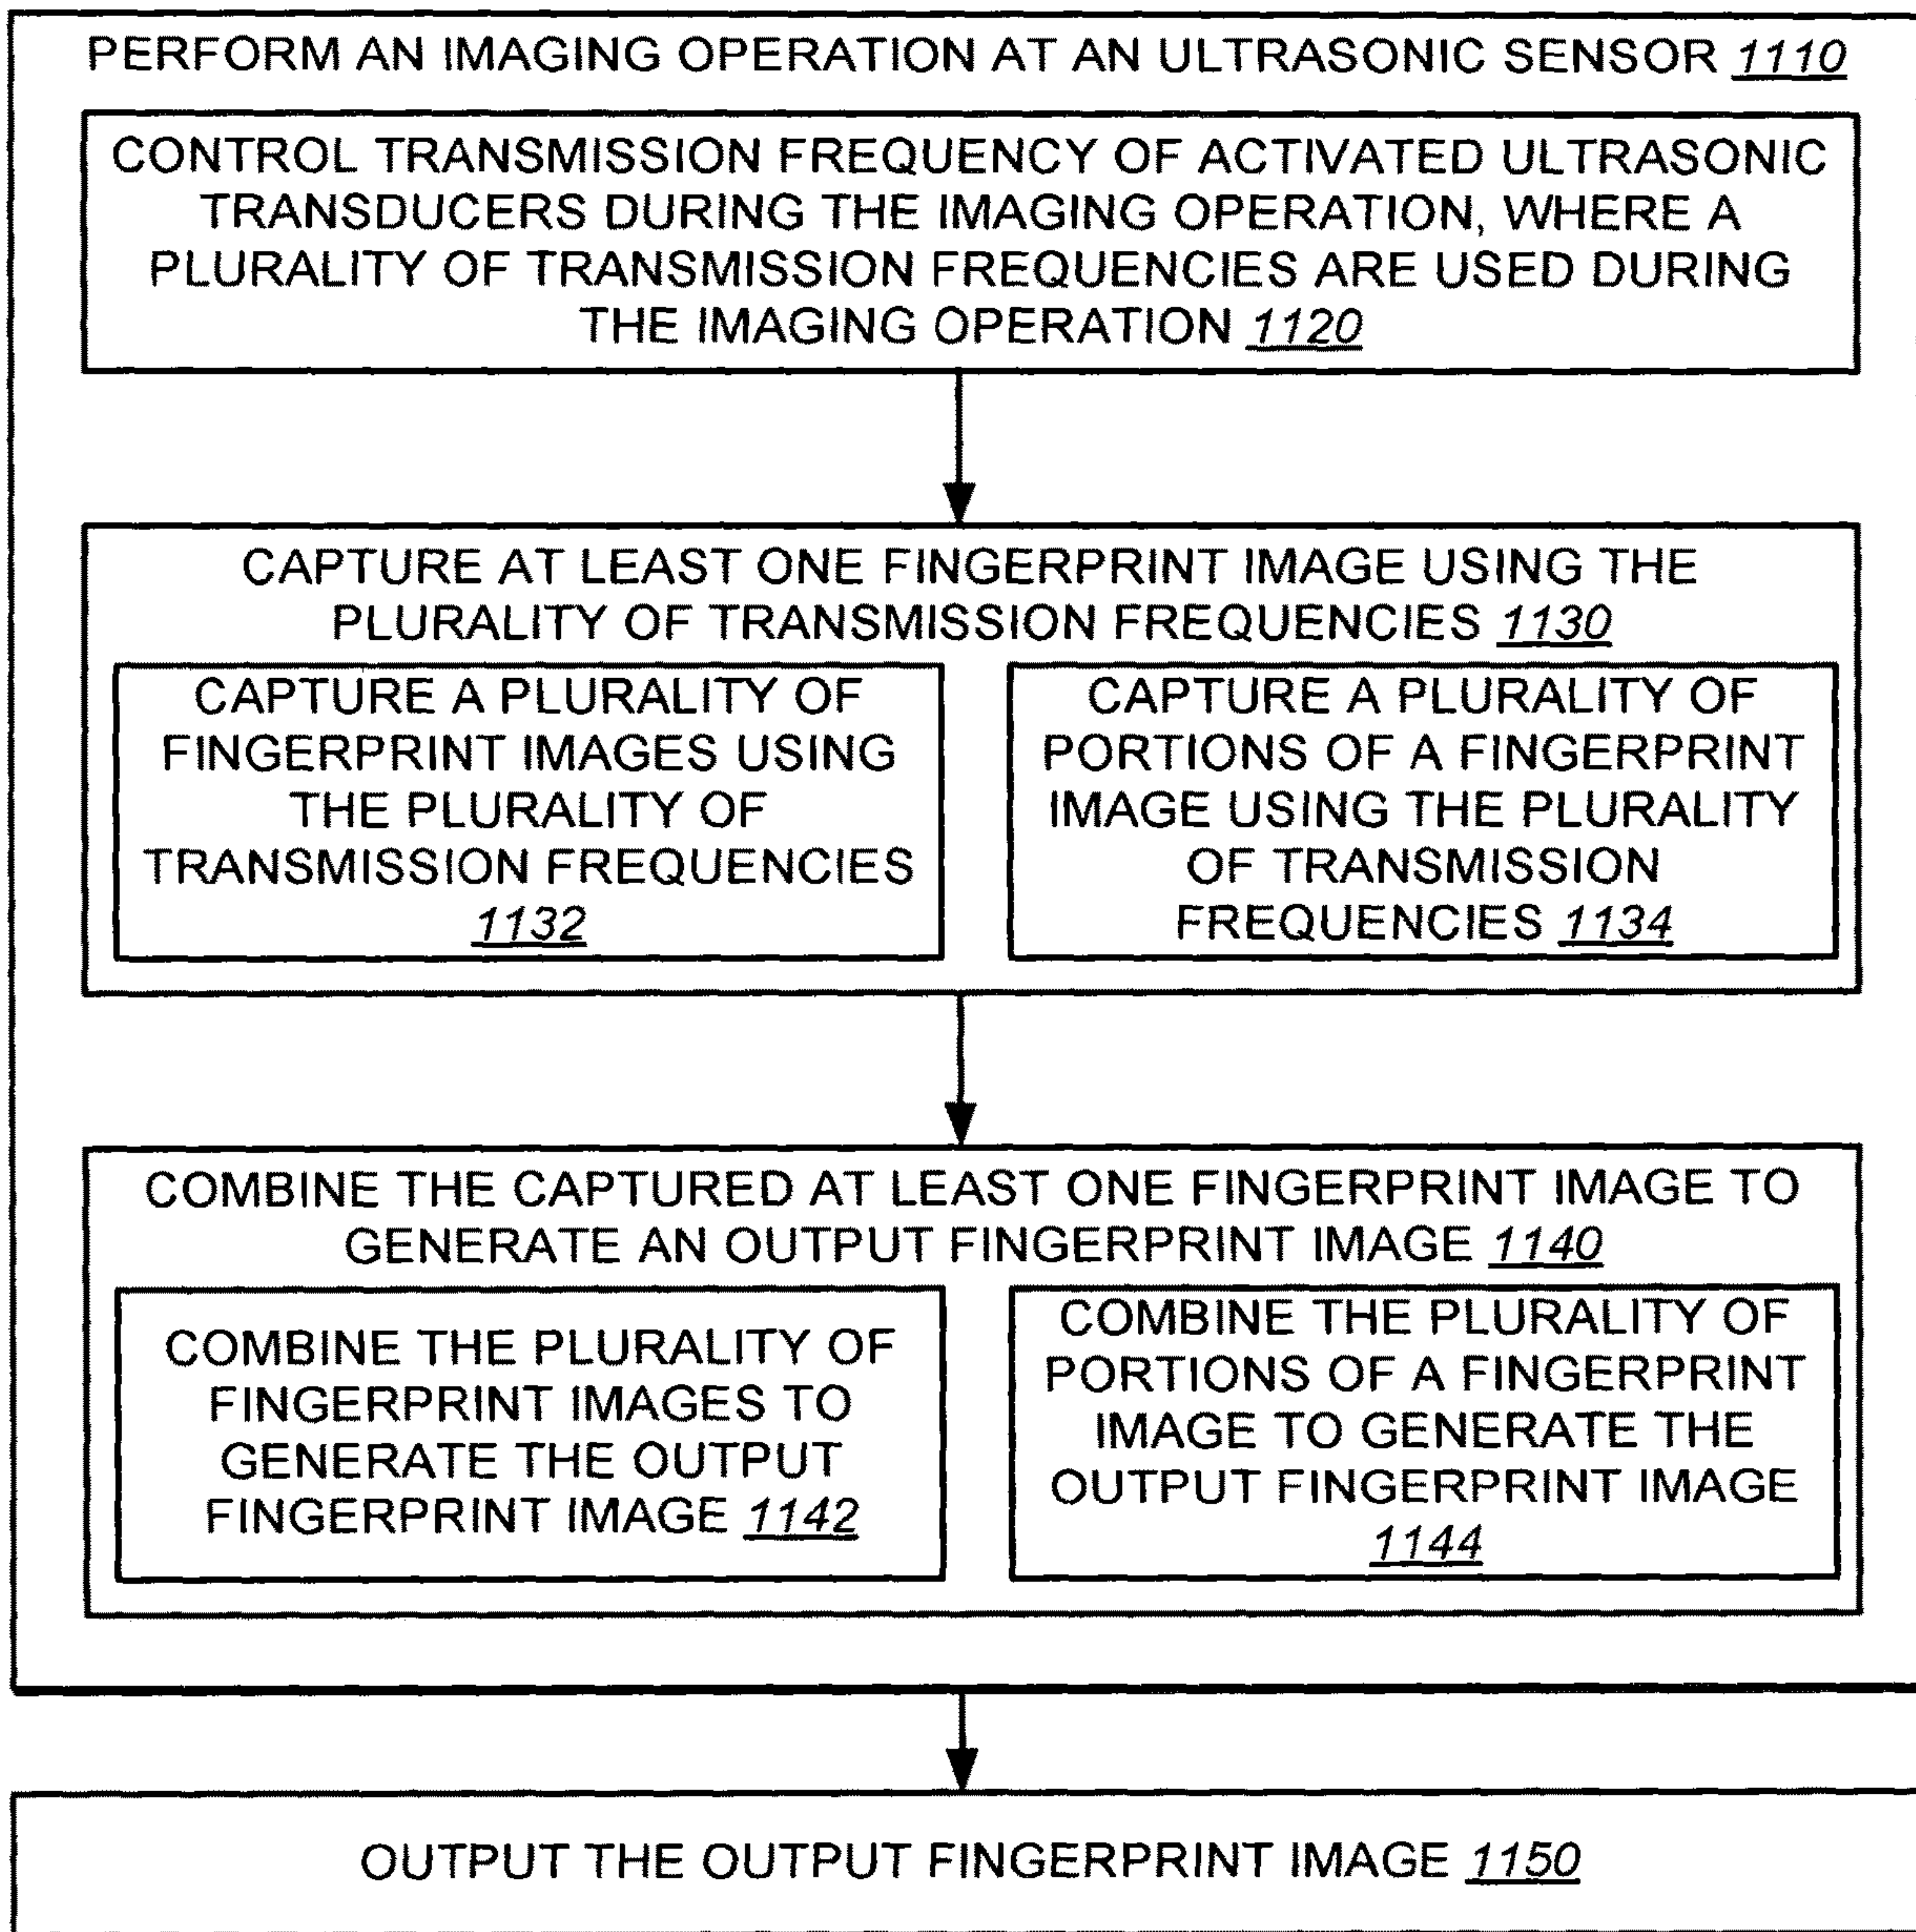 PERFORM AN IMAGING OPERATION AT AN ULTRASONIC SENSOR 1110
CONTROL TRANSMISSION FREQUENCY OF ACTIVATED ULTRASONIC
TRANSDUCERS DURING THE IMAGING OPERATION, WHERE A
PLURALITY OF TRANSMISSION FREQUENCIES ARE USED DURING
THE IMAGING OPERATION 1120
CAPTURE AT LEAST ONE FINGERPRINT IMAGE USING THE
PLURALITY OF TRANSMISSION FREQUENCIES 1130
CAPTURE A PLURALITY OF
FINGERPRINT IMAGES USING
THE PLURALITY OF
TRANSMISSION FREQUENCIES
1132
CAPTURE A PLURALITY OF
PORTIONS OF A FINGERPRINT
IMAGE USING THE PLURALITY
OF TRANSMISSION
FREQUENCIES 1134
COMBINE THE CAPTURED AT LEAST ONE FINGERPRINT IMAGE TO
GENERATE AN OUTPUT FINGERPRINT IMAGE 1140
COMBINE THE PLURALITY OF
FINGERPRINT IMAGES TO
GENERATE THE OUTPUT
FINGERPRINT IMAGE 1142
COMBINE THE PLURALITY OF
PORTIONS OF A FINGERPRINT
IMAGE TO GENERATE THE
OUTPUT FINGERPRINT IMAGE
1144
OUTPUT THE OUTPUT FINGERPRINT IMAGE 1150